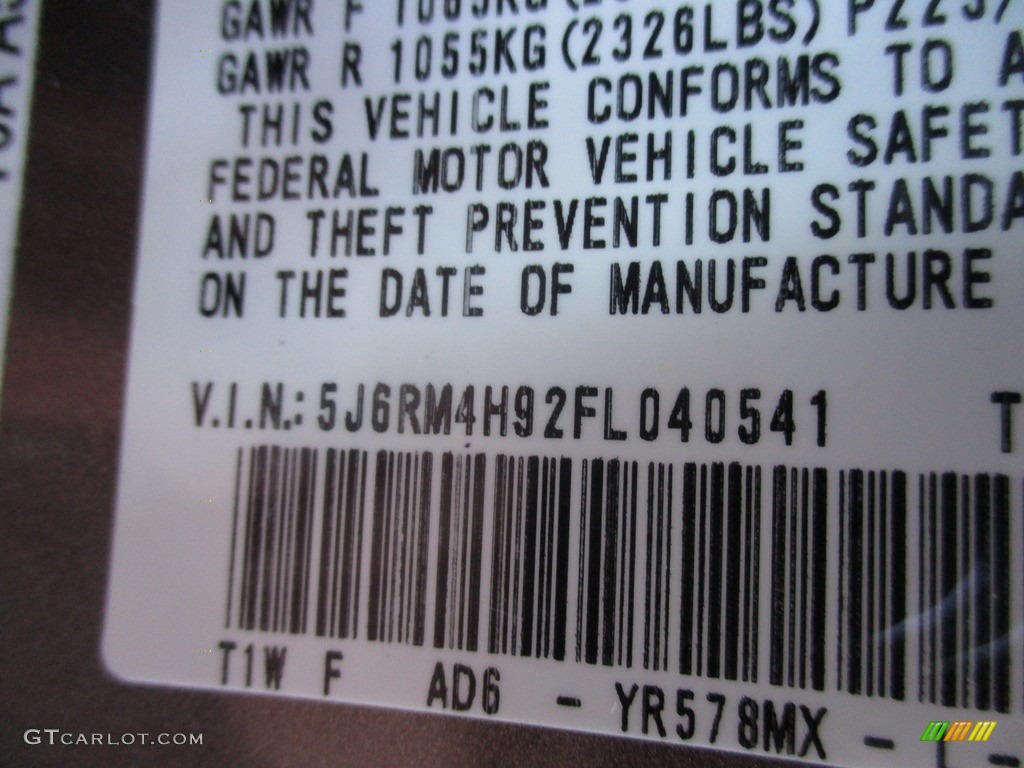 GAWR F
GAWR R 1055KG (2326LBS)
THIS VEHICLE CONFORMS TO A
FEDERAL MOTOR VEHICLE SAFET
AND THEFT PREVENTION STANDA
ON THE DATE OF MANUFACTURE
V.I.N.: 5J6RM4H92FL040541 T
T1W F AD6 - YR578MX -
GTCARLOT.COM